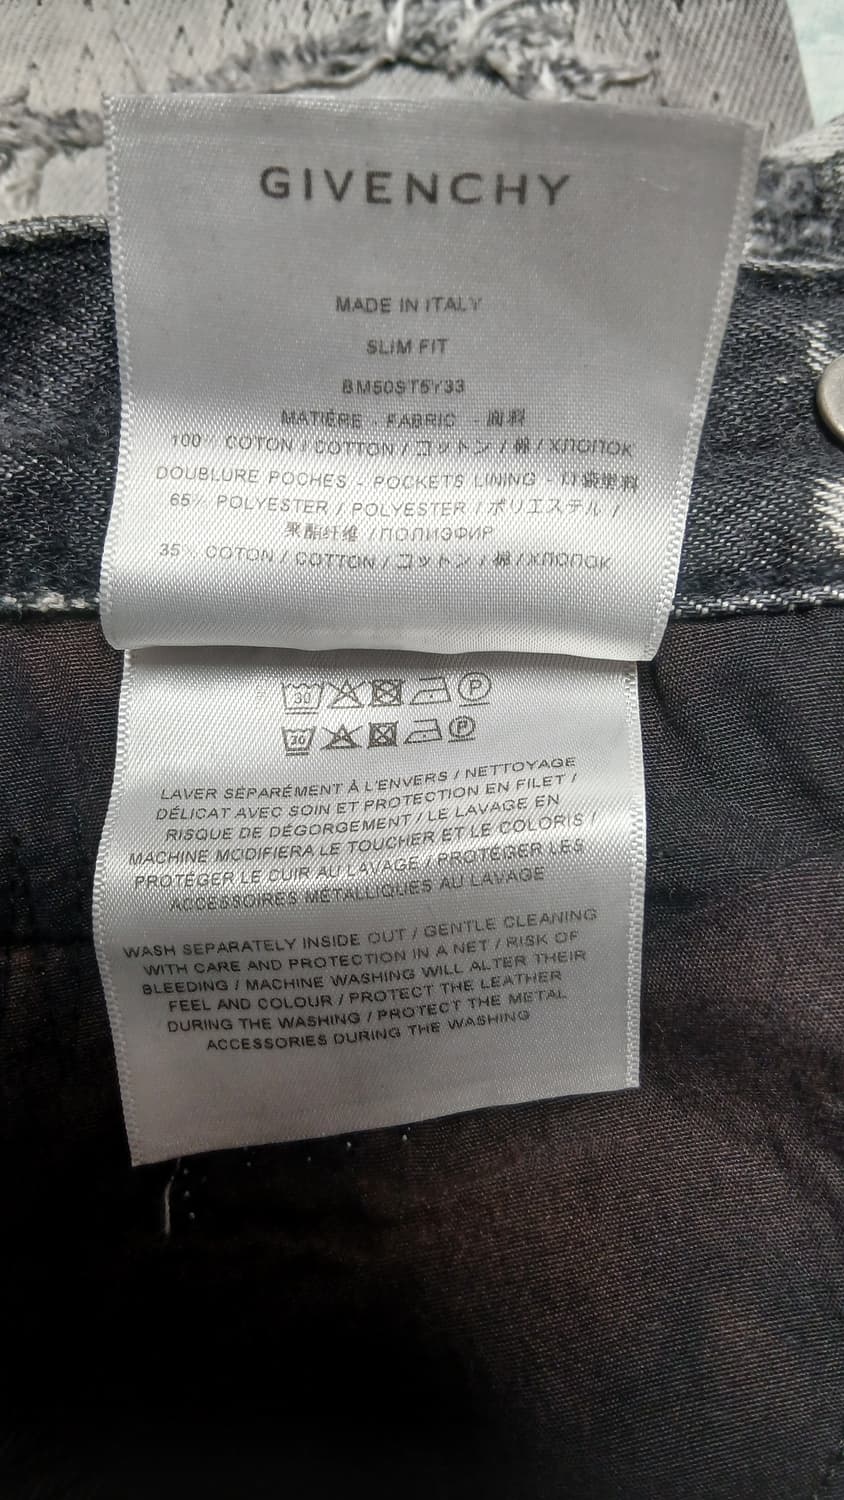 GIVENCHY
MADE IN ITALY
SLIM FIT
BM50ST5Y33
MATIÈRE - FABRIC - 面料
100% COTON / COTTON / コットン / 棉 / ХЛОПОК
DOUBLURE POCHES - POCKETS LINING - 口袋里料
65% POLYESTER / POLYESTER / ポリエステル /
聚酯纤维 / ПОЛИЭФИР
35% COTON / COTTON / コットン / 棉 / ХЛОПОК
30 P
30 P
LAVER SÉPARÉMENT À L'ENVERS / NETTOYAGE
DÉLICAT AVEC SOIN ET PROTECTION EN FILET /
RISQUE DE DÉGORGEMENT / LE LAVAGE EN
MACHINE MODIFIERA LE TOUCHER ET LE COLORIS /
PROTÉGER LE CUIR AU LAVAGE / PROTÉGER LES
ACCESSOIRES MÉTALLIQUES AU LAVAGE
WASH SEPARATELY INSIDE OUT / GENTLE CLEANING
WITH CARE AND PROTECTION IN A NET / RISK OF
BLEEDING / MACHINE WASHING WILL ALTER THEIR
FEEL AND COLOUR / PROTECT THE LEATHER
DURING THE WASHING / PROTECT THE METAL
ACCESSORIES DURING THE WASHING